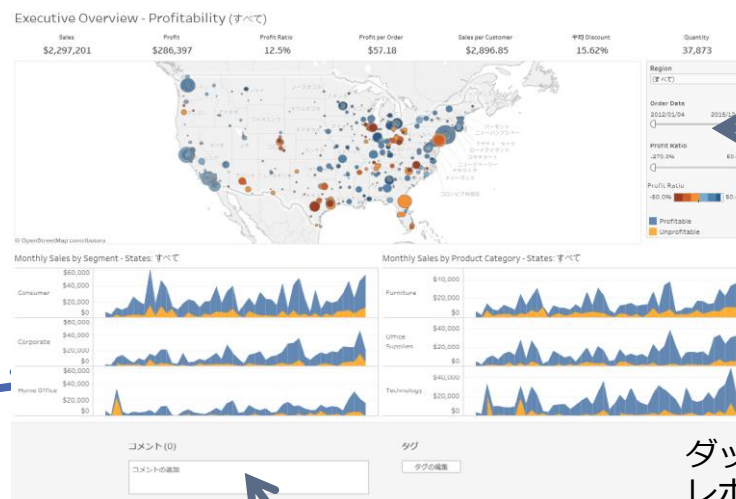 Executive Overview - Profitability (すべて)
Sales Profit Profit Ratio Profit per Order Sales per Customer 平均 Discount Quantity
$2,297,201 $286,397 12.5% $57.18 $2,896.85 15.62% 37,873
Region
(すべて)
Order Date
2012/01/04
Profit Ratio
-270.0%
Profit Ratio
-50.0%
Profitable
Unprofitable
© OpenStreetMap contributors
Monthly Sales by Segment - States: すべて
Consumer
$60,000
$40,000
$20,000
$0
Corporate
$60,000
$40,000
$20,000
$0
Home Office
$60,000
$40,000
$20,000
$0
Monthly Sales by Product Category - States: すべて
Furniture
$40,000
$20,000
$0
Office
Supplies
$40,000
$20,000
$0
Technology
$40,000
$20,000
$0
コメント (0)
コメントの追加
タグ
タグの編集
ダッ
レポ